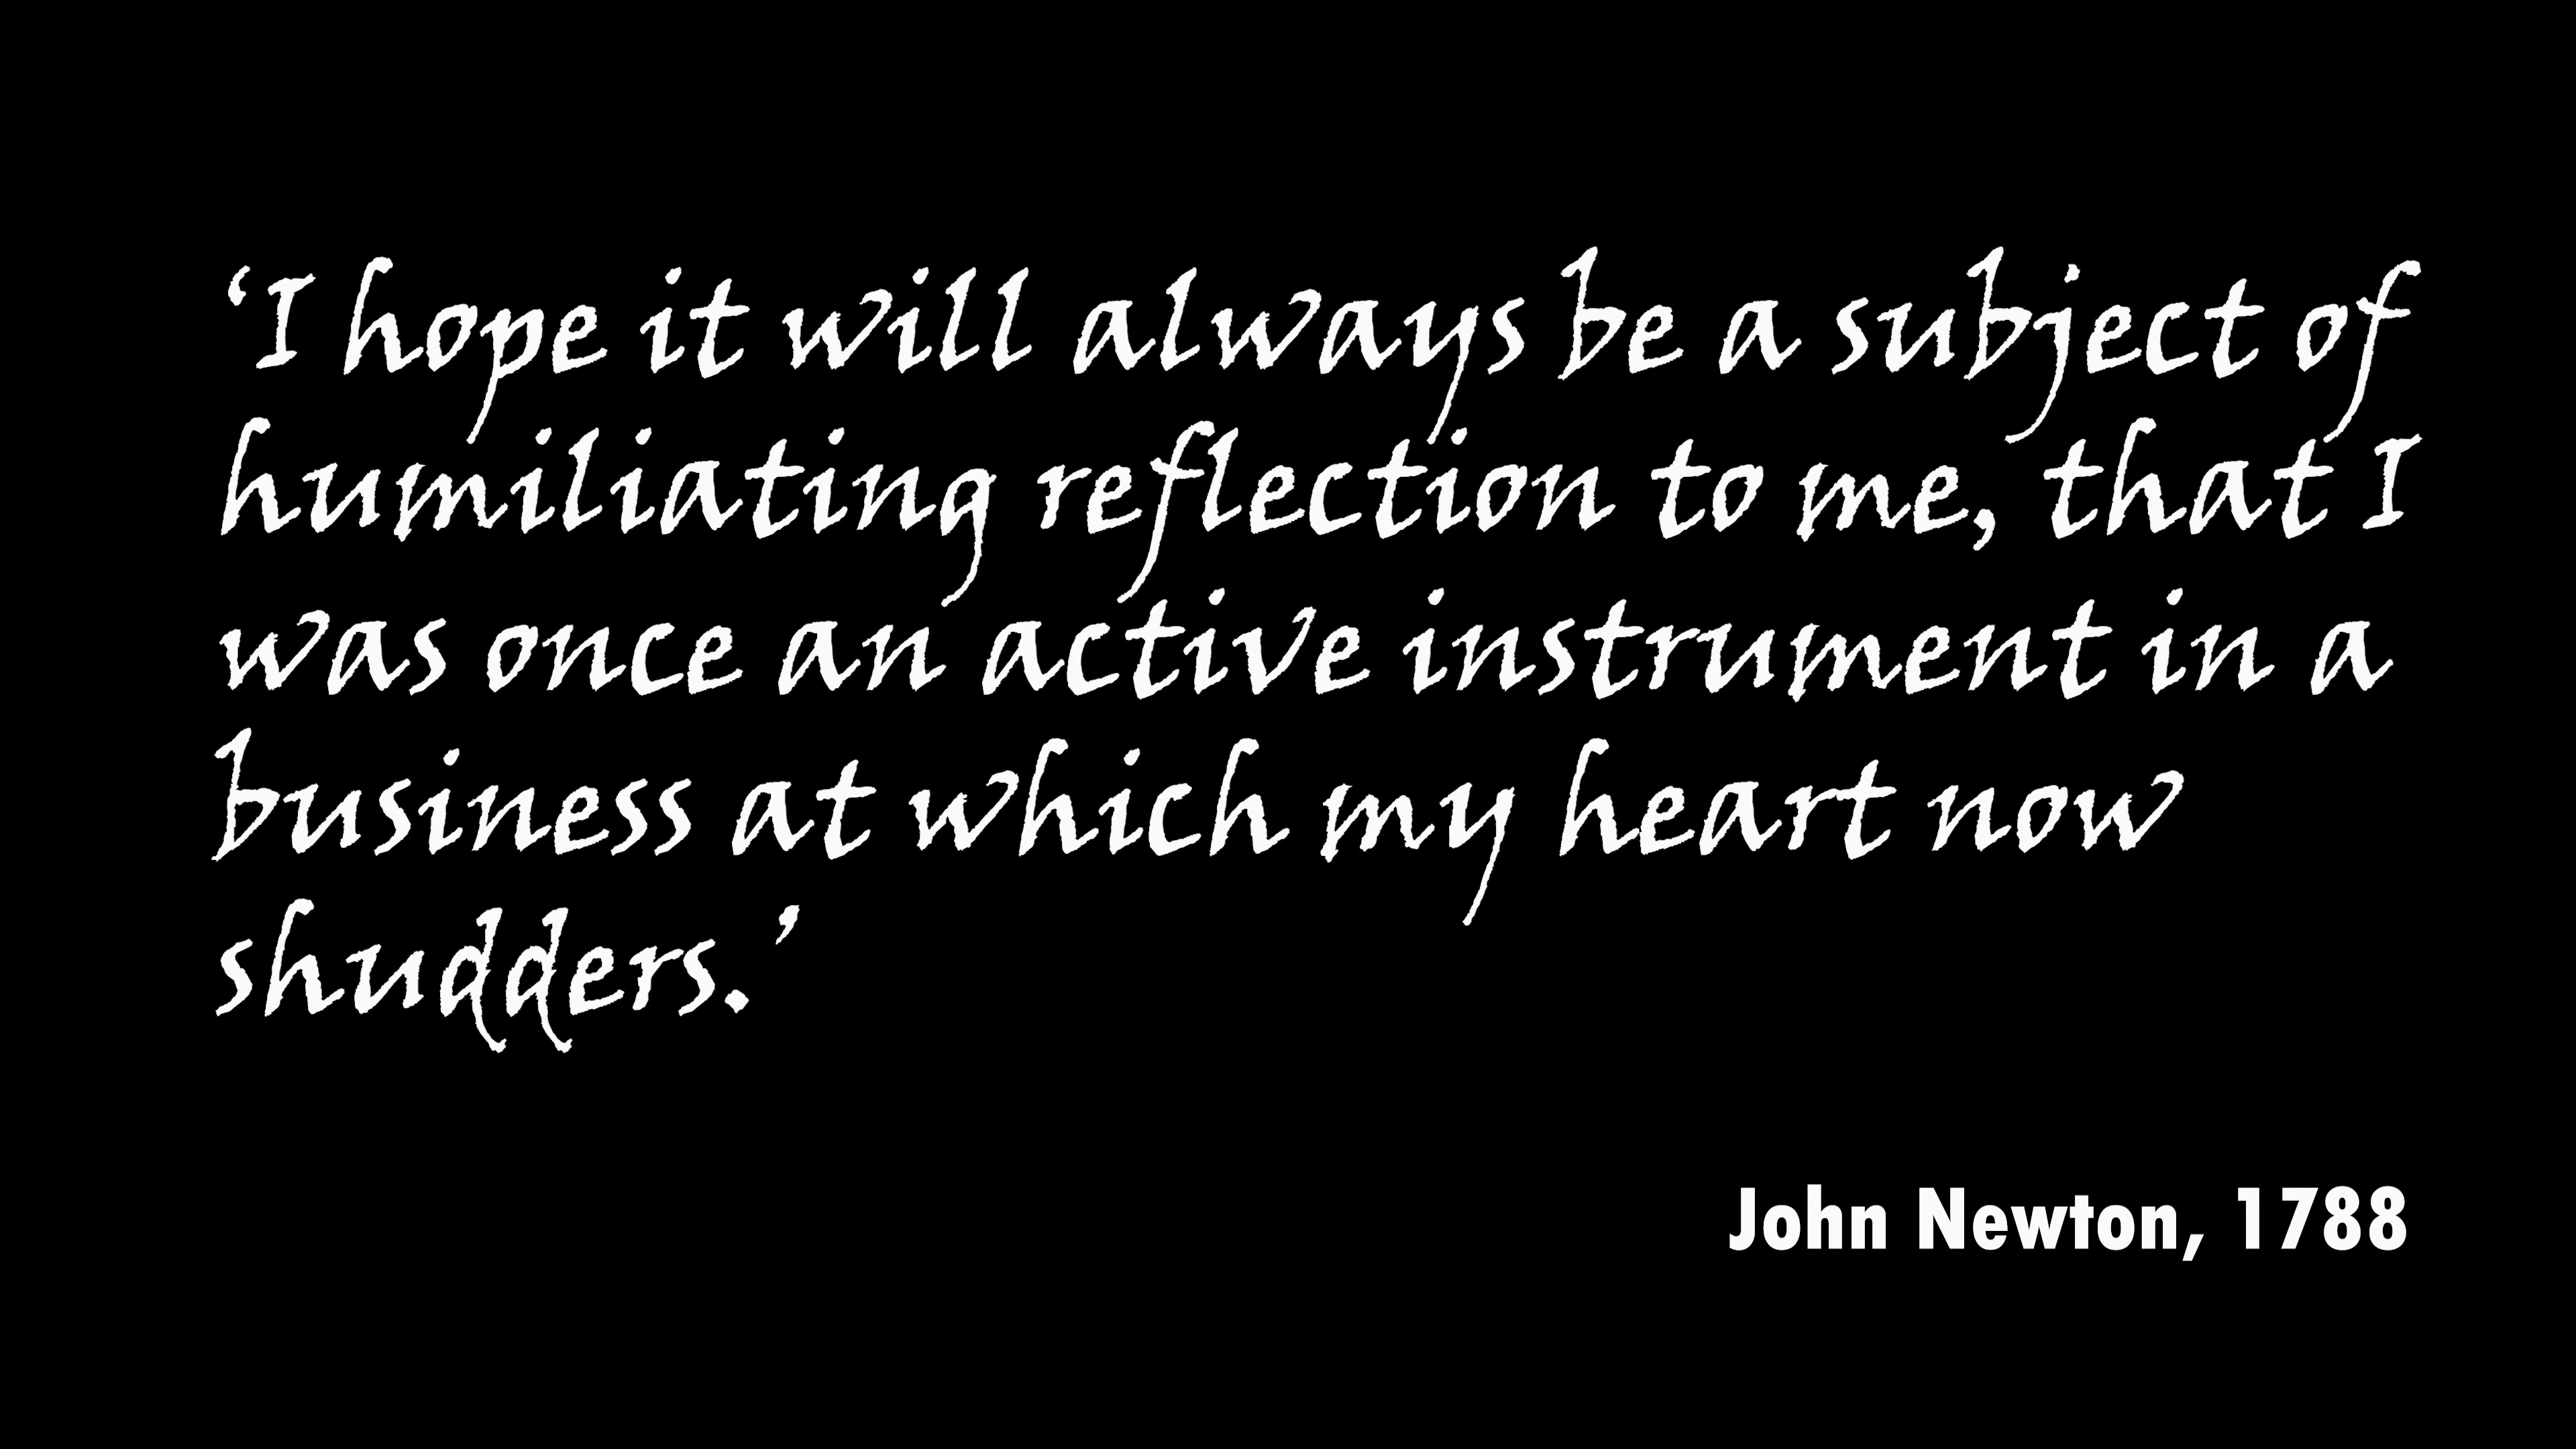 ‘I hope it will always be a subject of
humiliating reflection to me, that I
was once an active instrument in a
business at which my heart now
shudders.’
John Newton, 1788